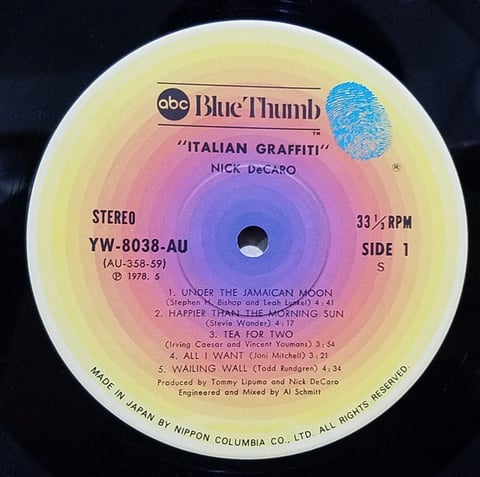 abc Blue Thumb
TM
"ITALIAN GRAFFITI"
NICK DeCARO
®
STEREO
33 1/3 RPM
YW-8038-AU
SIDE 1
(AU-358-59)
S
℗ 1978. 5
1. UNDER THE JAMAICAN MOON
(Stephen H. Bishop and Leah Kunkel) 4:41
2. HAPPIER THAN THE MORNING SUN
(Stevie Wonder) 4:17
3. TEA FOR TWO
(Irving Caesar and Vincent Youmans) 3:54
4. ALL I WANT (Joni Mitchell) 3:21
5. WAILING WALL (Todd Rundgren) 4:34
Produced by Tommy Lipuma and Nick DeCaro
Engineered and Mixed by Al Schmitt
MADE IN JAPAN BY NIPPON COLUMBIA CO., LTD. ALL RIGHTS RESERVED.